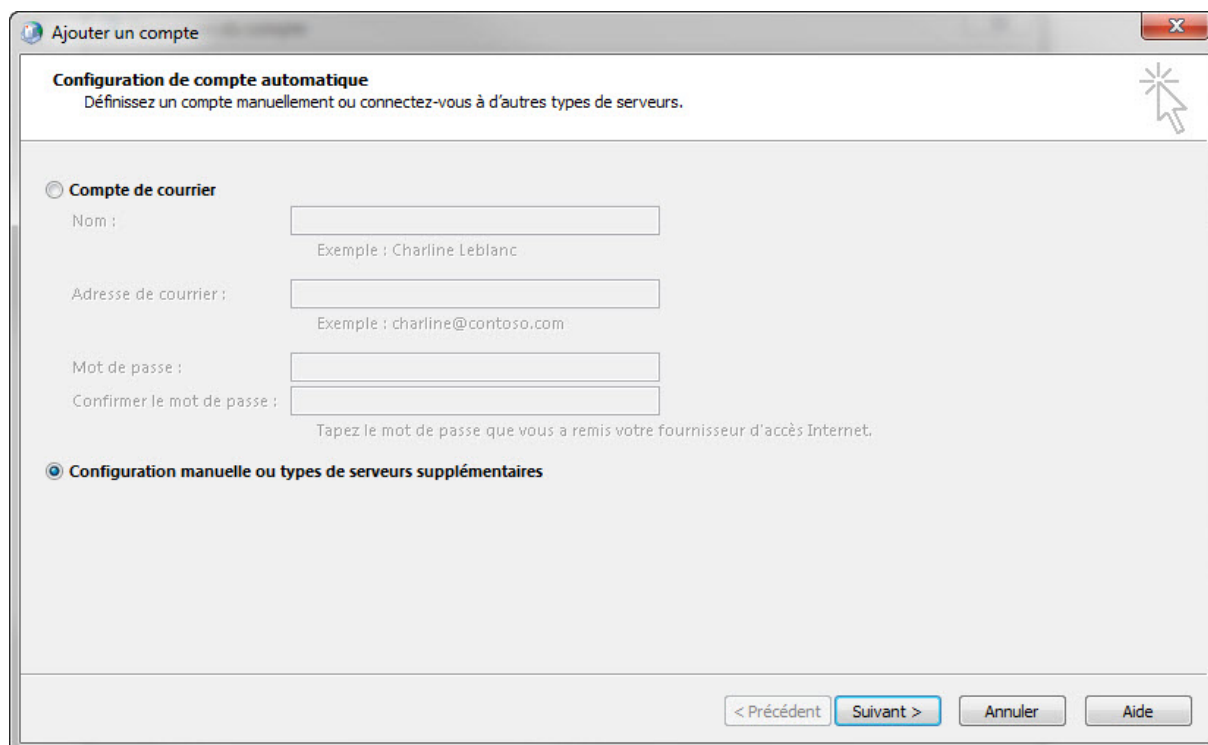 Ajouter un compte
Configuration de compte automatique
Définissez un compte manuellement ou connectez-vous à d'autres types de serveurs.
Compte de courrier
Nom :
Exemple : Charline Leblanc
Adresse de courrier :
Exemple : charline@contoso.com
Mot de passe :
Confirmer le mot de passe :
Tapez le mot de passe que vous a remis votre fournisseur d'accès Internet.
Configuration manuelle ou types de serveurs supplémentaires
< Précédent Suivant > Annuler Aide